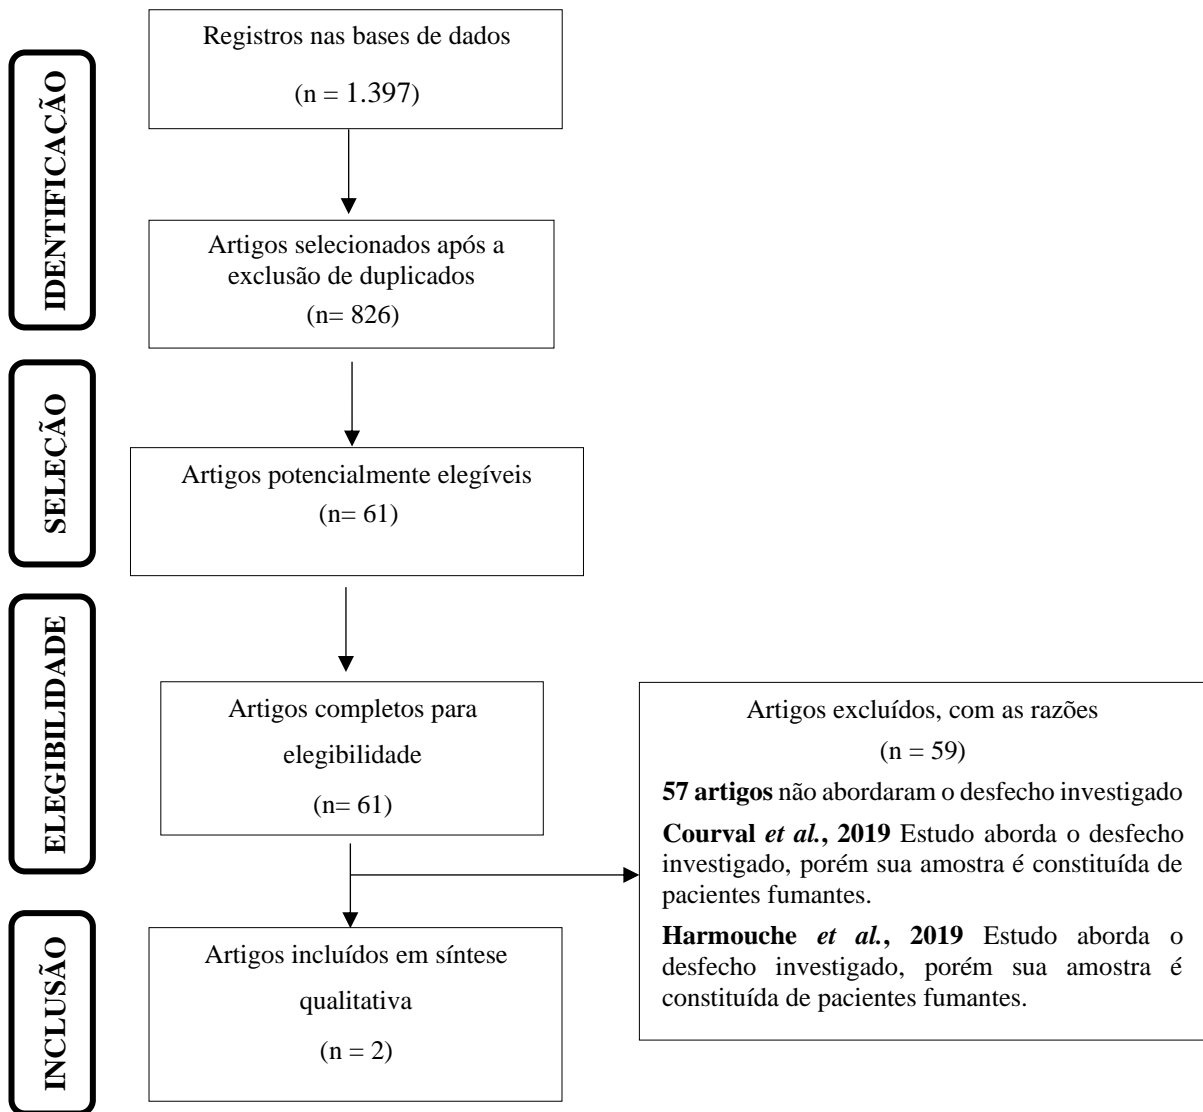 IDENTIFICAÇÃO
Registros nas bases de dados
(n = 1.397)
Artigos selecionados após a
exclusão de duplicados
(n= 826)
SELEÇÃO
Artigos potencialmente elegíveis
(n= 61)
ELEGIBILIDADE
Artigos completos para
elegibilidade
(n= 61)
Artigos excluídos, com as razões
(n = 59)
57 artigos não abordaram o desfecho investigado
Courval et al., 2019 Estudo aborda o desfecho
investigado, porém sua amostra é constituída de
pacientes fumantes.
Harmouche et al., 2019 Estudo aborda o
desfecho investigado, porém sua amostra é
constituída de pacientes fumantes.
INCLUSÃO
Artigos incluídos em síntese
qualitativa
(n = 2)